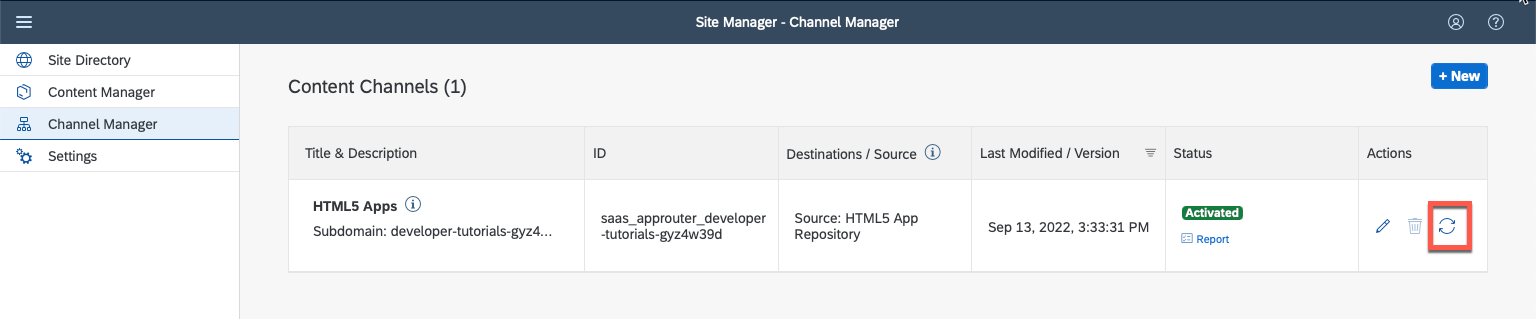 Site Manager - Channel Manager
Site Directory
Content Manager
Channel Manager
Settings
Content Channels (1)
+ New
Title & Description
ID
Destinations / Source
Last Modified / Version
Status
Actions
HTML5 Apps
Subdomain: developer-tutorials-gyz4...
saas_approuter_developer
-tutorials-gyz4w39d
Source: HTML5 App
Repository
Sep 13, 2022, 3:33:31 PM
Activated
Report